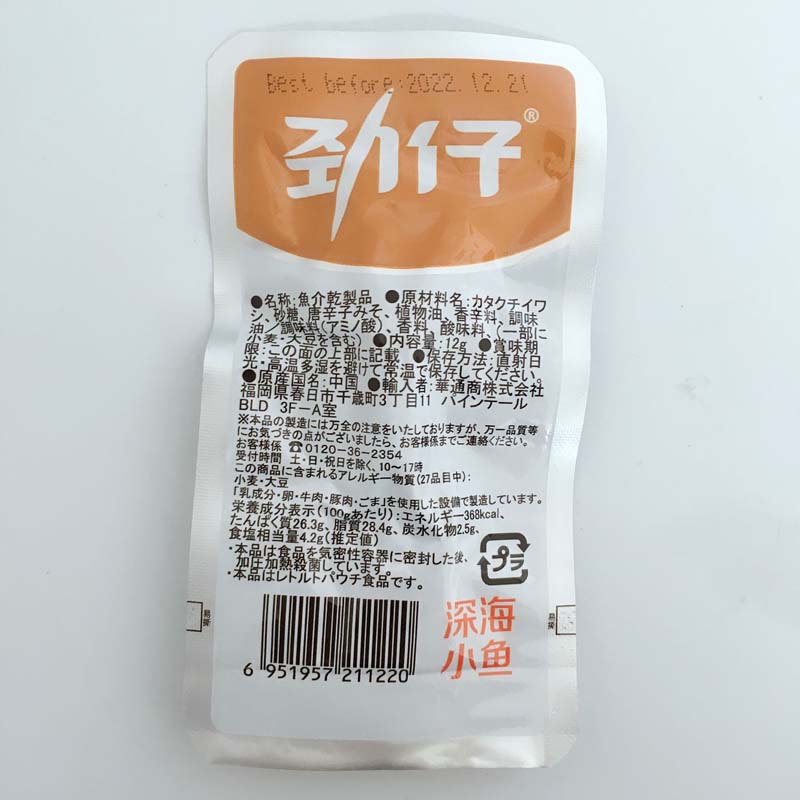 Best before:2022.12.21
劲仔®
●名称:魚介乾製品 ●原材料名:カタクチイワ
シ、砂糖、唐辛子みそ、植物油、香辛料、調味
油／調味料(アミノ酸)、香料、酸味料、(一部に
小麦・大豆を含む) ●内容量:12g ●賞味期
限:この面の上部に記載 ●保存方法:直射日
光・高温多湿を避けて常温で保存してください。
●原産国名:中国 ●輸入者:華通商株式会社
福岡県春日市千歳町3丁目11 パインテール
BLD 3F-A室
※本品の製造には万全の注意をいたしておりますが、万一品質等
にお気づきの点がございましたら、お客様係までご連絡ください。
お客様係 ☎0120-36-2354
受付時間 土・日・祝日を除く、10～17時
この商品に含まれるアレルギー物質(27品目中):
小麦・大豆
「乳成分・卵・牛肉・豚肉・ごま」を使用した設備で製造しています。
栄養成分表示(100gあたり):エネルギー368kcal、
たんぱく質26.3g、脂質28.4g、炭水化物2.5g、
食塩相当量4.2g(推定値)
・本品は食品を気密性容器に密封した後、
加圧加熱殺菌しています。
・本品はレトルトパウチ食品です。
プラ
深海
小鱼
6 951957 211220